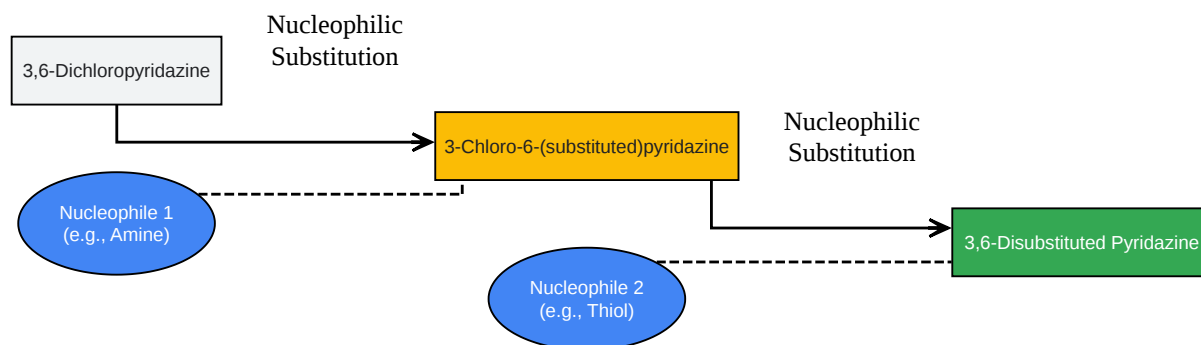 Nucleophilic
Substitution
3,6-Dichloropyridazine
3-Chloro-6-(substituted)pyridazine
Nucleophilic
Substitution
Nucleophile 1
(e.g., Amine)
3,6-Disubstituted Pyridazine
Nucleophile 2
(e.g., Thiol)